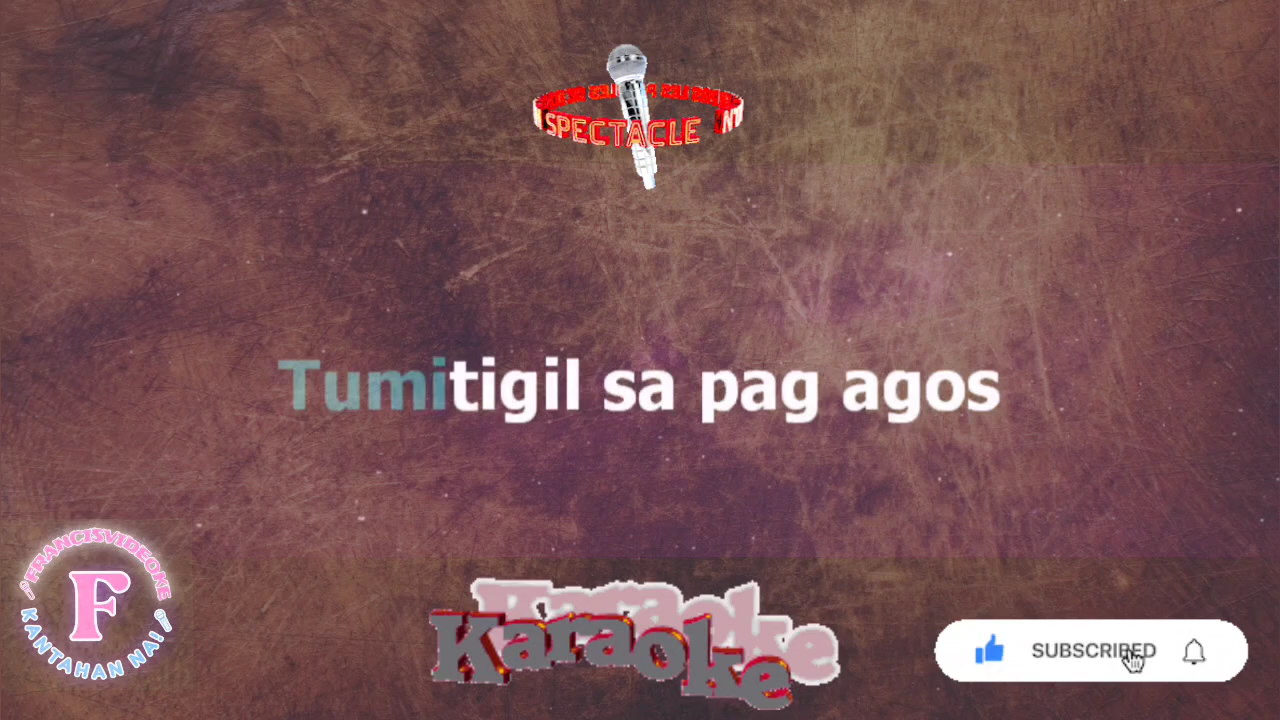 SPECTACLE
Tumitigil sa pag agos
FRANCISVIDEOKE
F
KANTAHAN NA!
Karaoke
SUBSCRIBED